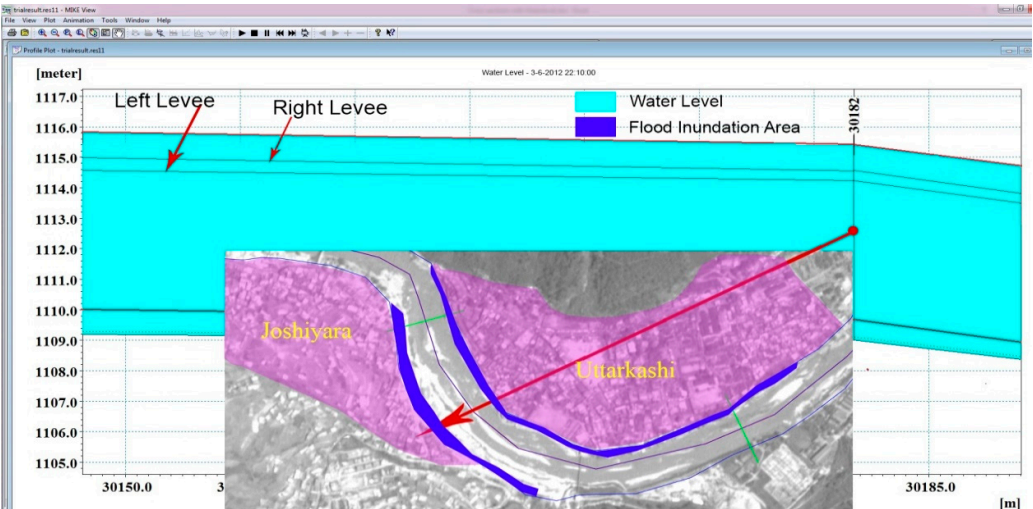 trialresult.res11 - MIKE View
File View Plot Animation Tools Window Help
Profile Plot - trialresult.res11
[meter]
Water Level - 3-6-2012 22:10:00
1117.0
1116.0
1115.0
1114.0
1113.0
1112.0
1111.0
1110.0
1109.0
1108.0
1107.0
1106.0
1105.0
Left Levee
Right Levee
Water Level
Flood Inundation Area
30182
Joshiyara
Uttarkashi
30150.0
3
30185.0
[m]